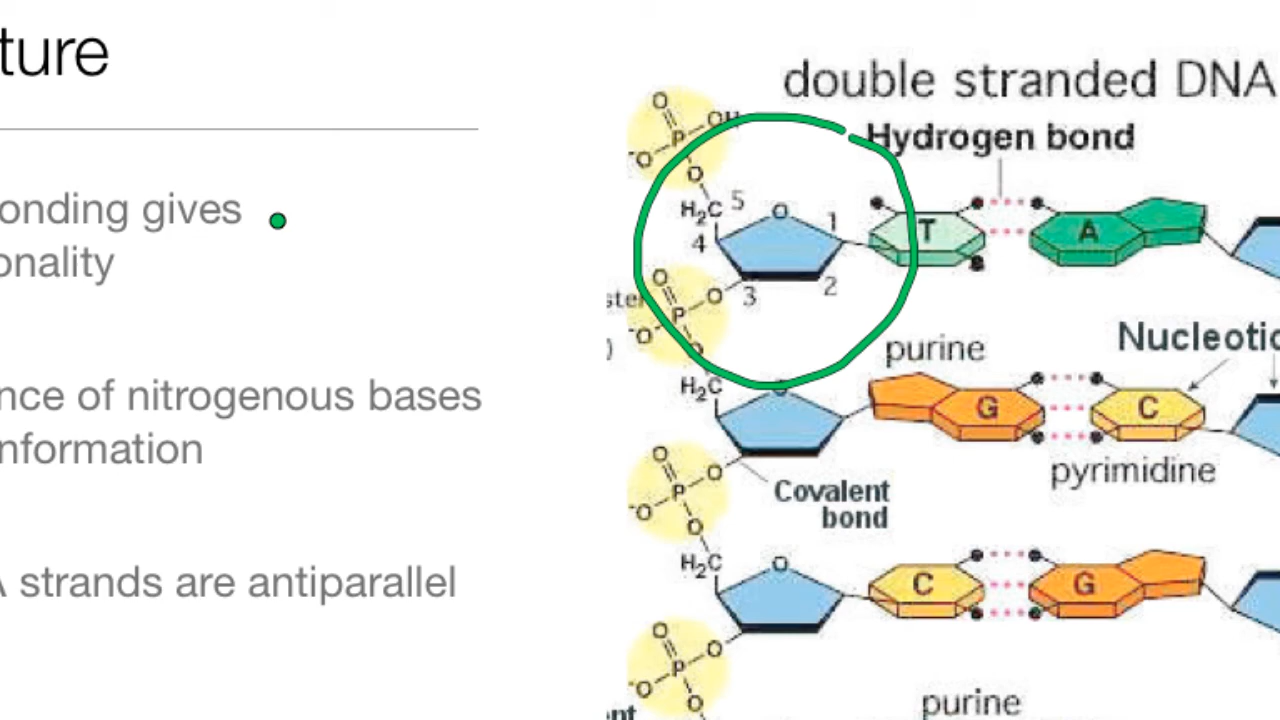 ture
double stranded DNA
Hydrogen bond
onding gives
onality
O
P
OH
-O
O
H₂C
5
4
O
1
2
3
T
A
O
P
O
-O
O
purine
Nucleotid
nce of nitrogenous bases
nformation
H₂C
O
G
C
pyrimidine
O
P
O
-O
O
Covalent
bond
A strands are antiparallel
H₂C
O
C
G
O
P
O
-O
O
purine